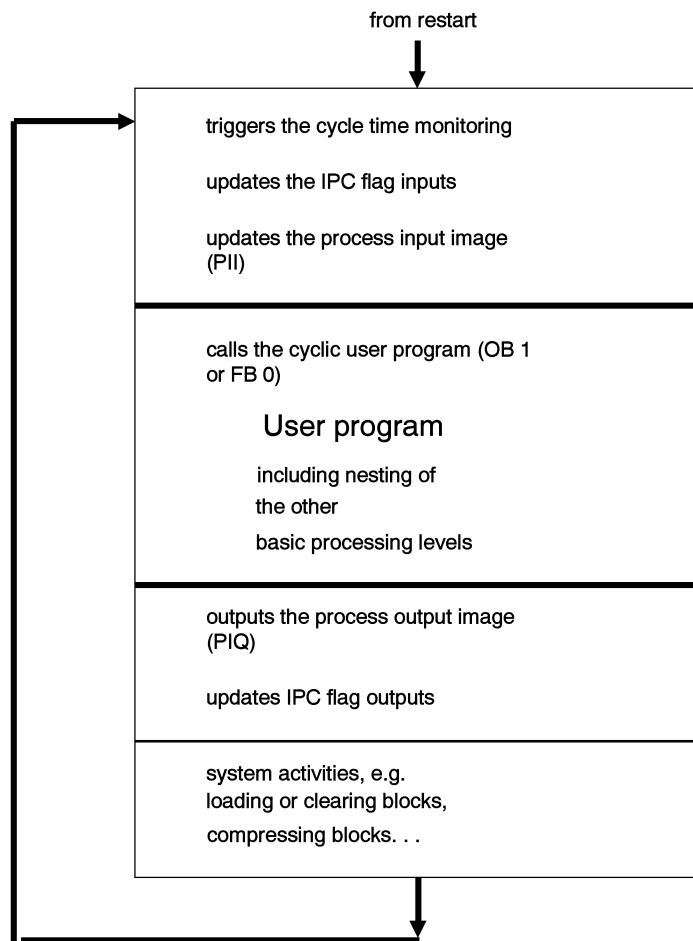 from restart
triggers the cycle time monitoring
updates the IPC flag inputs
updates the process input image
(PII)
calls the cyclic user program (OB 1
or FB 0)
User program
including nesting of
the other
basic processing levels
outputs the process output image
(PIQ)
updates IPC flag outputs
system activities, e.g.
loading or clearing blocks,
compressing blocks. . .